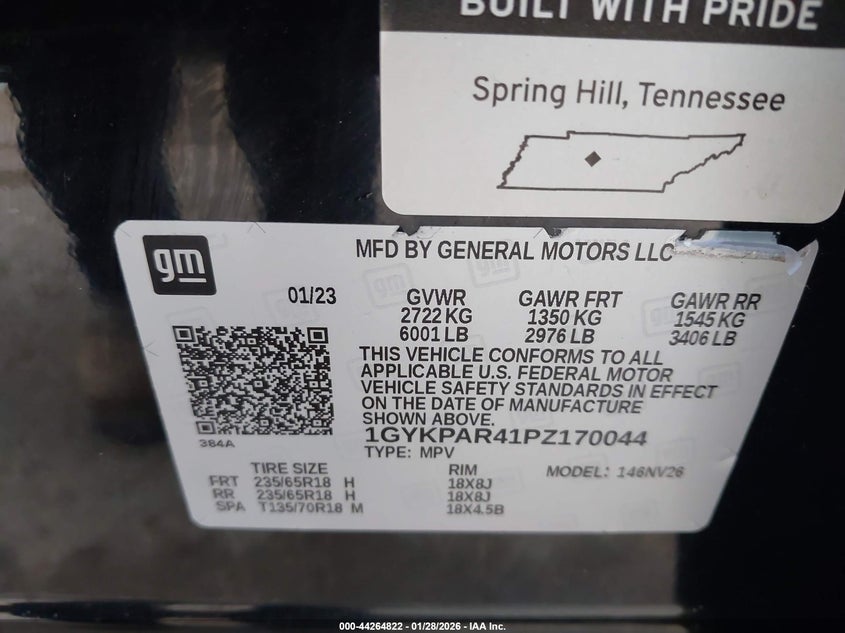 BUILT WITH PRIDE
Spring Hill, Tennessee
gm
MFD BY GENERAL MOTORS LLC
01/23 GVWR GAWR FRT GAWR RR
2722 KG 1350 KG 1545 KG
6001 LB 2976 LB 3406 LB
THIS VEHICLE CONFORMS TO ALL
APPLICABLE U.S. FEDERAL MOTOR
VEHICLE SAFETY STANDARDS IN EFFECT
ON THE DATE OF MANUFACTURE
SHOWN ABOVE.
384A
1GYKPAR41PZ170044
TYPE: MPV
TIRE SIZE RIM MODEL: 146NV26
FRT 235/65R18 H 18X8J
RR 235/65R18 H 18X8J
SPA T135/70R18 M 18X4.5B
000-44264822 - 01/28/2026 - IAA Inc.